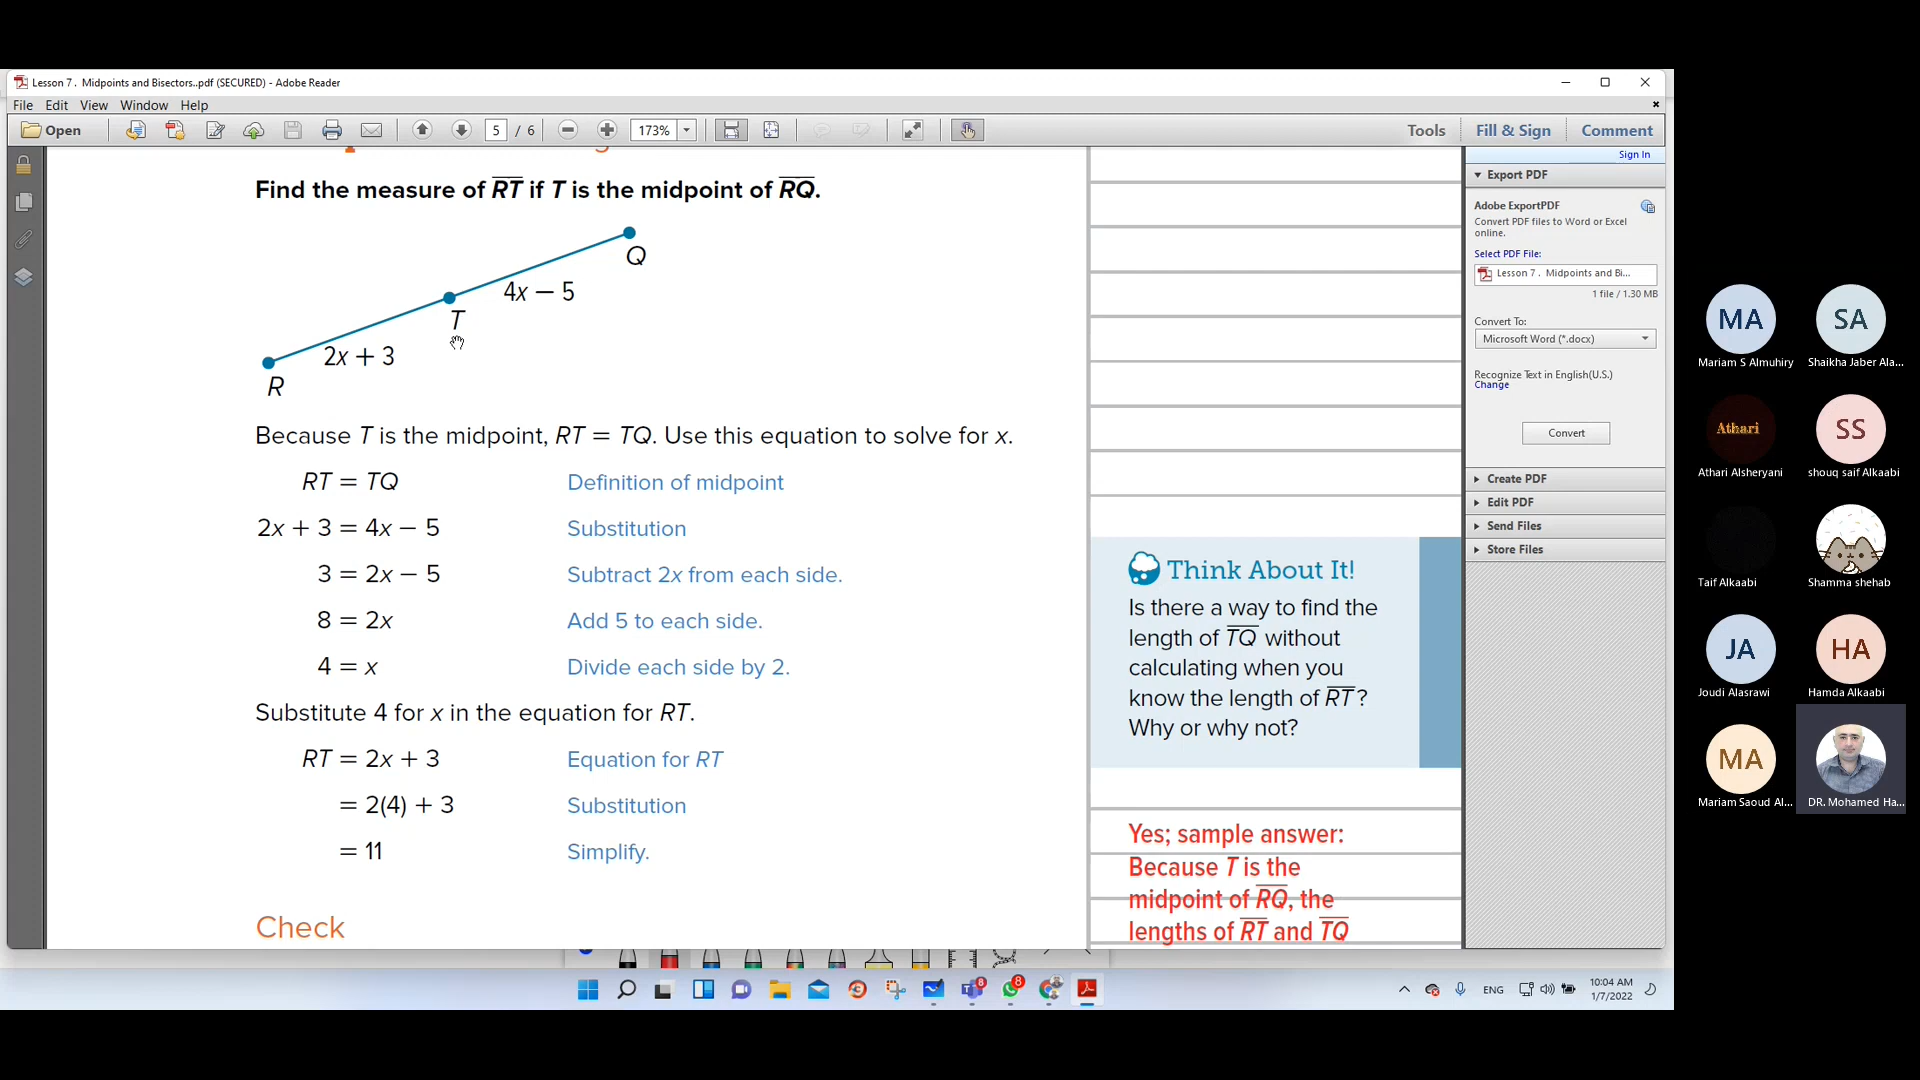 Lesson 7 .  Midpoints and Bisectors..pdf (SECURED) - Adobe Reader
File Edit View Window Help
Open 5 / 6 173% Tools Fill & Sign Comment
Sign In
Find the measure of RT if T is the midpoint of RQ.
Q
4x − 5
T
2x + 3
R
Because T is the midpoint, RT = TQ. Use this equation to solve for x.
RT = TQ Definition of midpoint
2x + 3 = 4x − 5 Substitution
3 = 2x − 5 Subtract 2x from each side.
8 = 2x Add 5 to each side.
4 = x Divide each side by 2.
Substitute 4 for x in the equation for RT.
RT = 2x + 3 Equation for RT
= 2(4) + 3 Substitution
= 11 Simplify.
Check
Think About It!
Is there a way to find the
length of TQ without
calculating when you
know the length of RT?
Why or why not?
Yes; sample answer:
Because T is the
midpoint of RQ, the
lengths of RT and TQ
Export PDF
Adobe ExportPDF
Convert PDF files to Word or Excel
online.
Select PDF File:
Lesson 7 .  Midpoints and Bi...
1 file / 1.30 MB
Convert To:
Microsoft Word (*.docx)
Recognize Text in English(U.S.)
Change
Convert
Create PDF
Edit PDF
Send Files
Store Files
MA SA
Mariam S Almuhiry Shaikha Jaber Ala...
Athari SS
Athari Alsheryani shouq saif Alkaabi
Taif Alkaabi Shamma shehab
JA HA
Joudi Alasrawi Hamda Alkaabi
MA
Mariam Saoud Al... DR. Mohamed Ha...
8 8
ENG
10:04 AM
1/7/2022